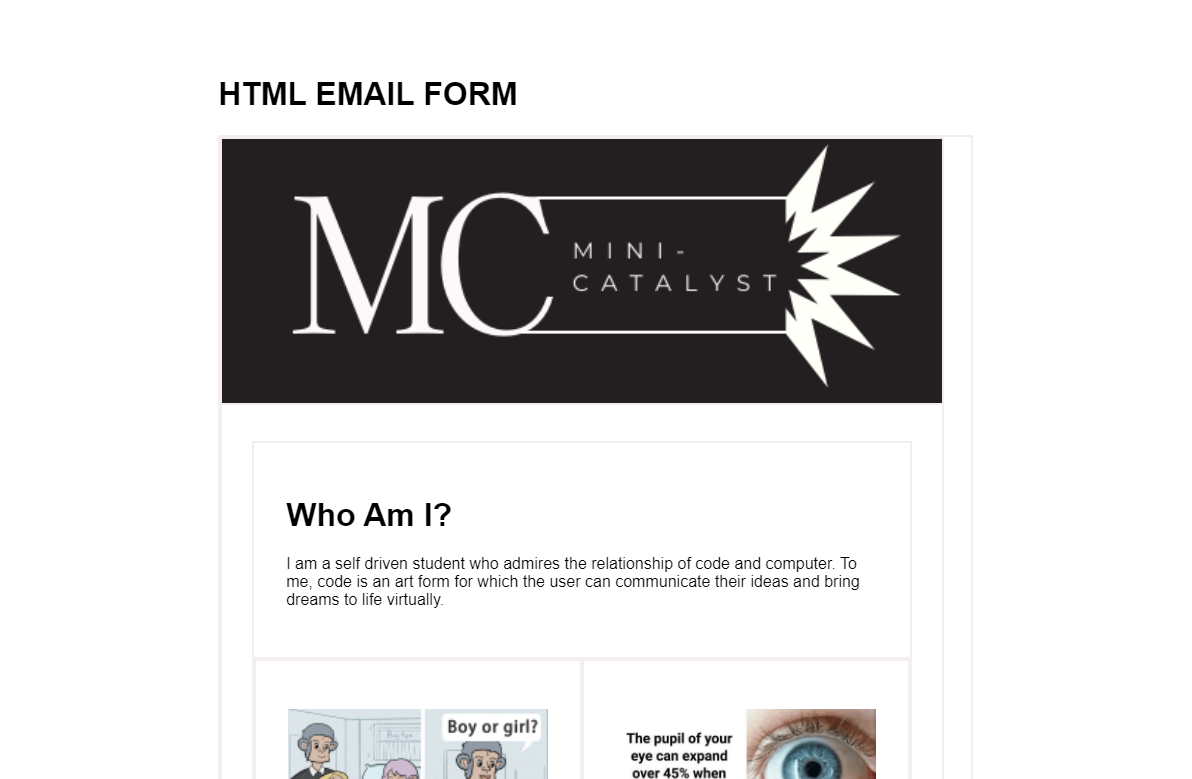 HTML EMAIL FORM
MC
MINI-
CATALYST
Who Am I?
I am a self driven student who admires the relationship of code and computer. To
me, code is an art form for which the user can communicate their ideas and bring
dreams to life virtually.
Boy or girl?
The pupil of your
eye can expand
over 45% when